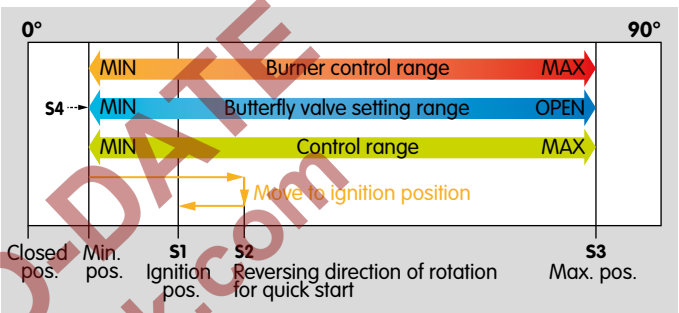 0° 90°
MIN Burner control range MAX
S4 MIN Butterfly valve setting range OPEN
MIN Control range MAX
Move to ignition position
Closed pos.
Min. pos.
S1
Ignition pos.
S2
Reversing direction of rotation
for quick start
S3
Max. pos.
O-DATE
k.com